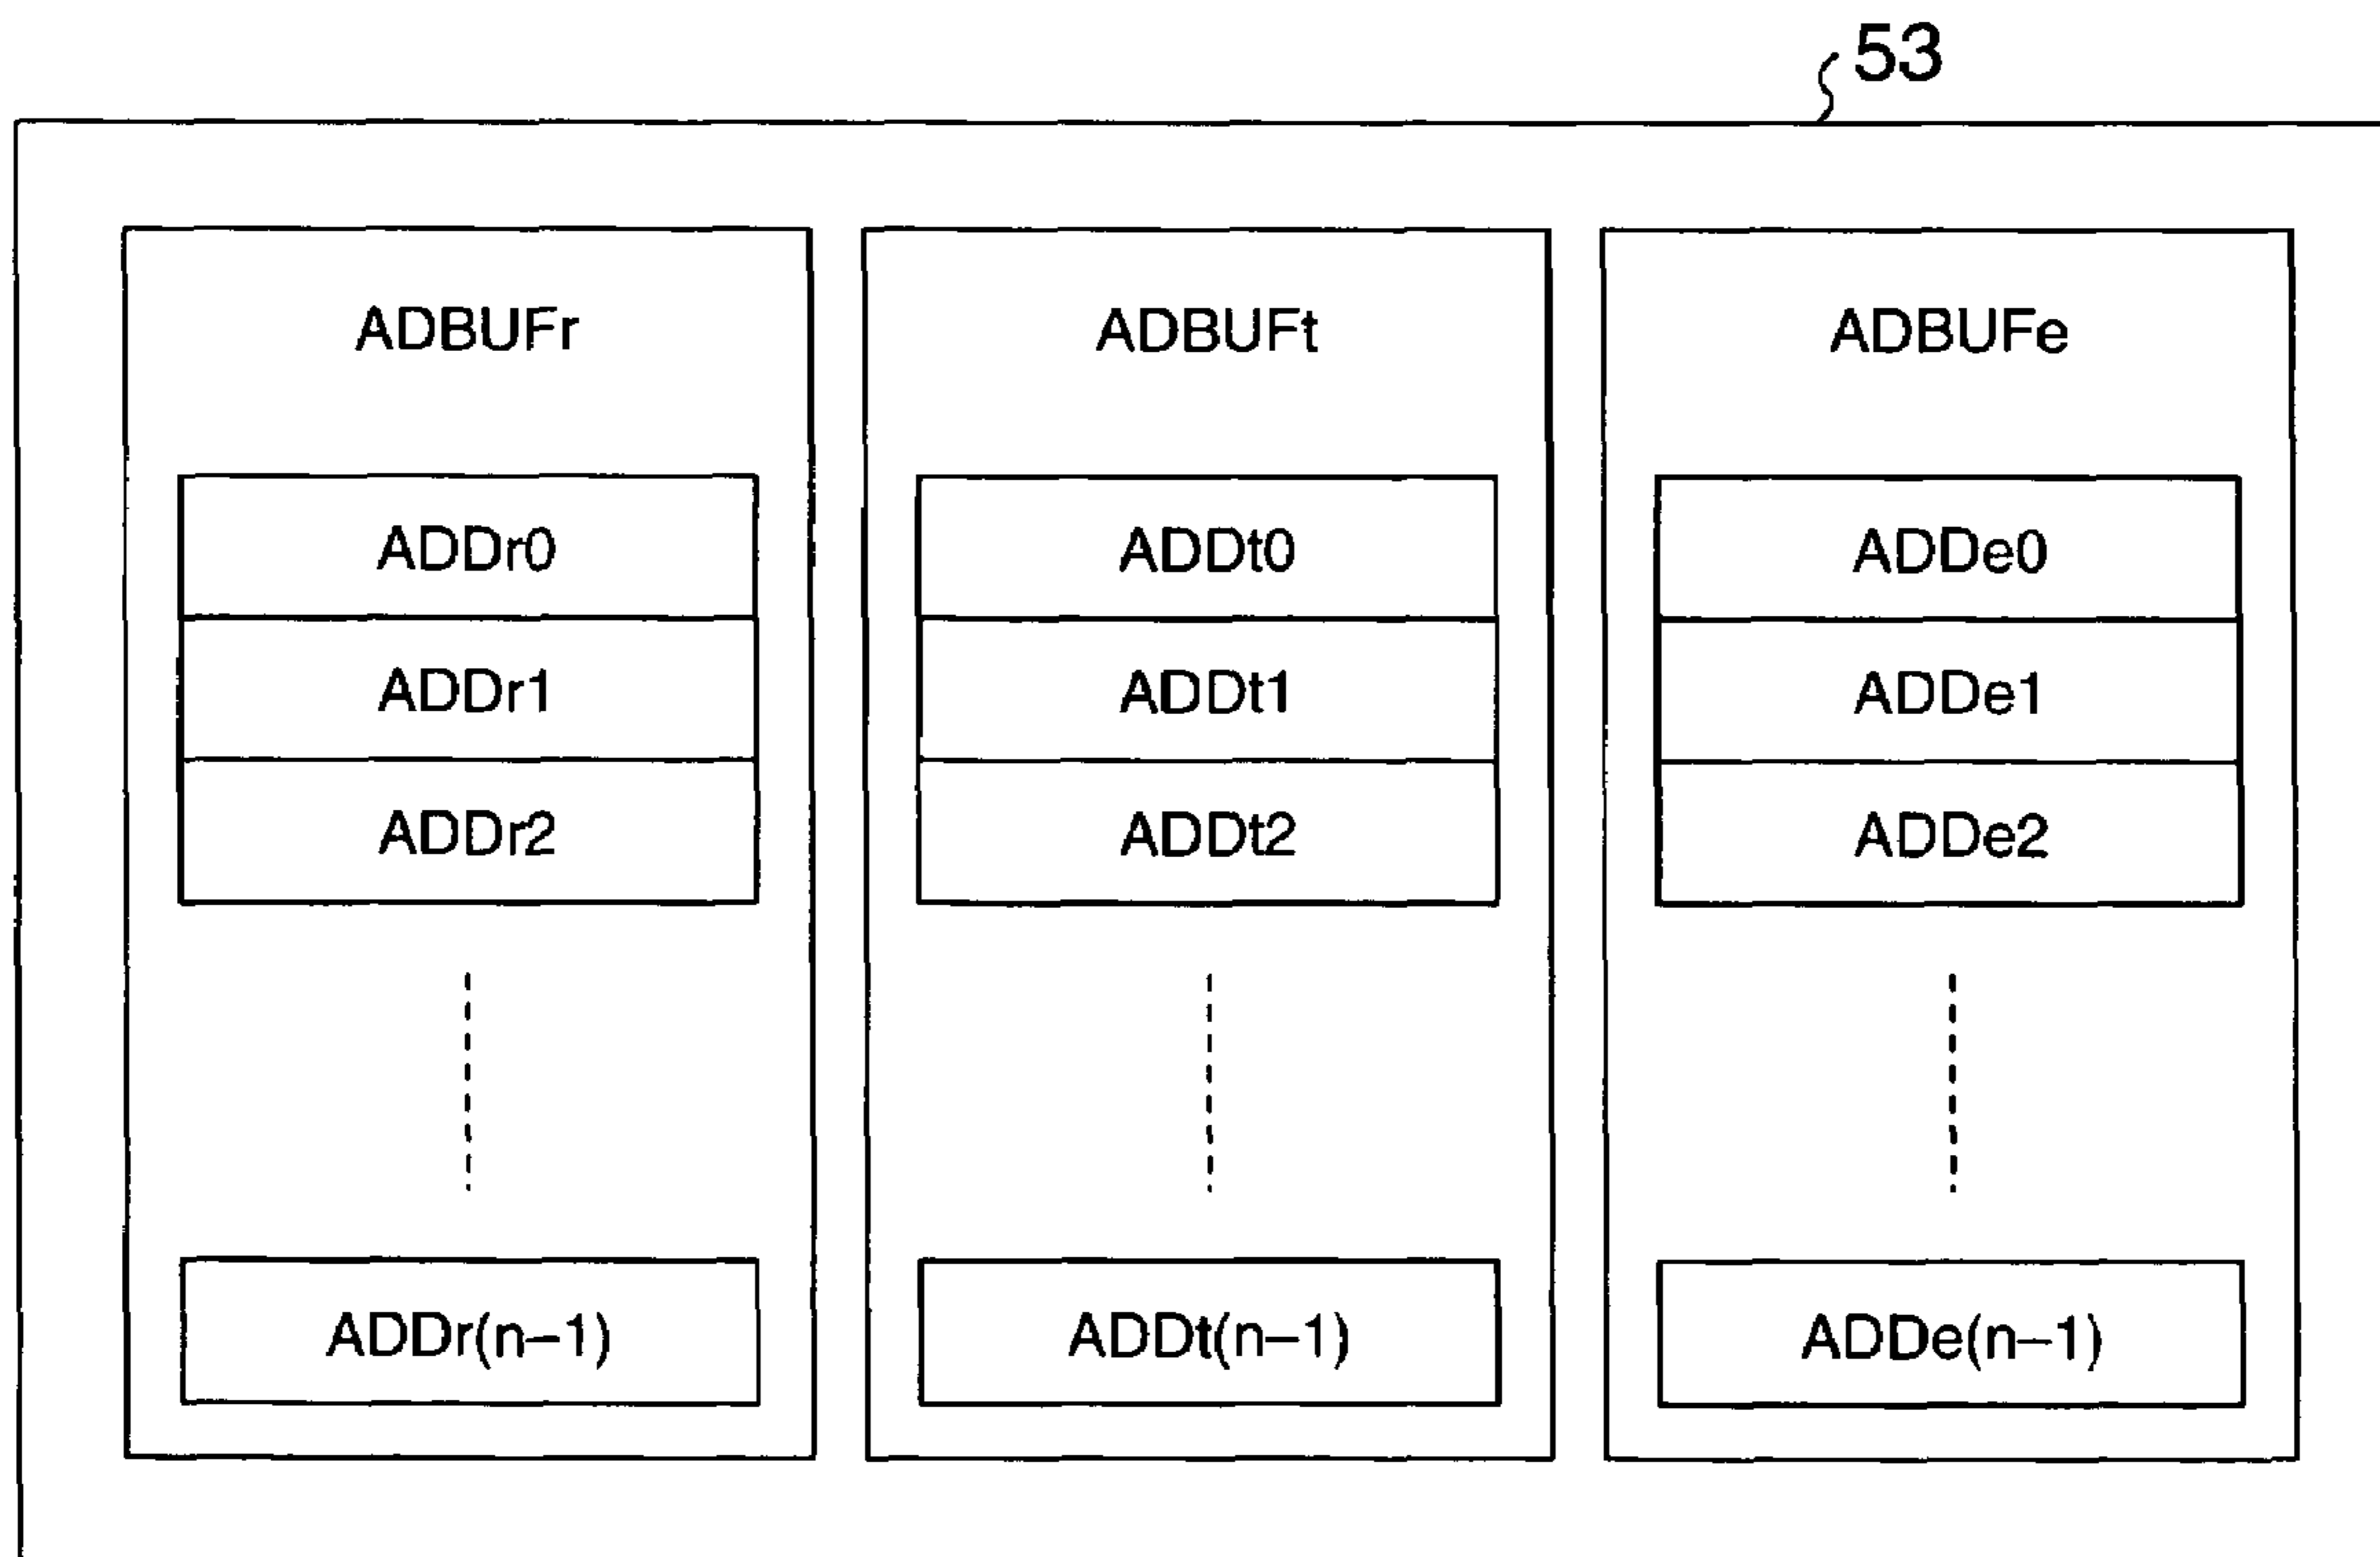 53
ADBUFr
ADDr0
ADDr1
ADDr2
ADDr(n–1)
ADBUFt
ADDt0
ADDt1
ADDt2
ADDt(n–1)
ADBUFe
ADDe0
ADDe1
ADDe2
ADDe(n–1)